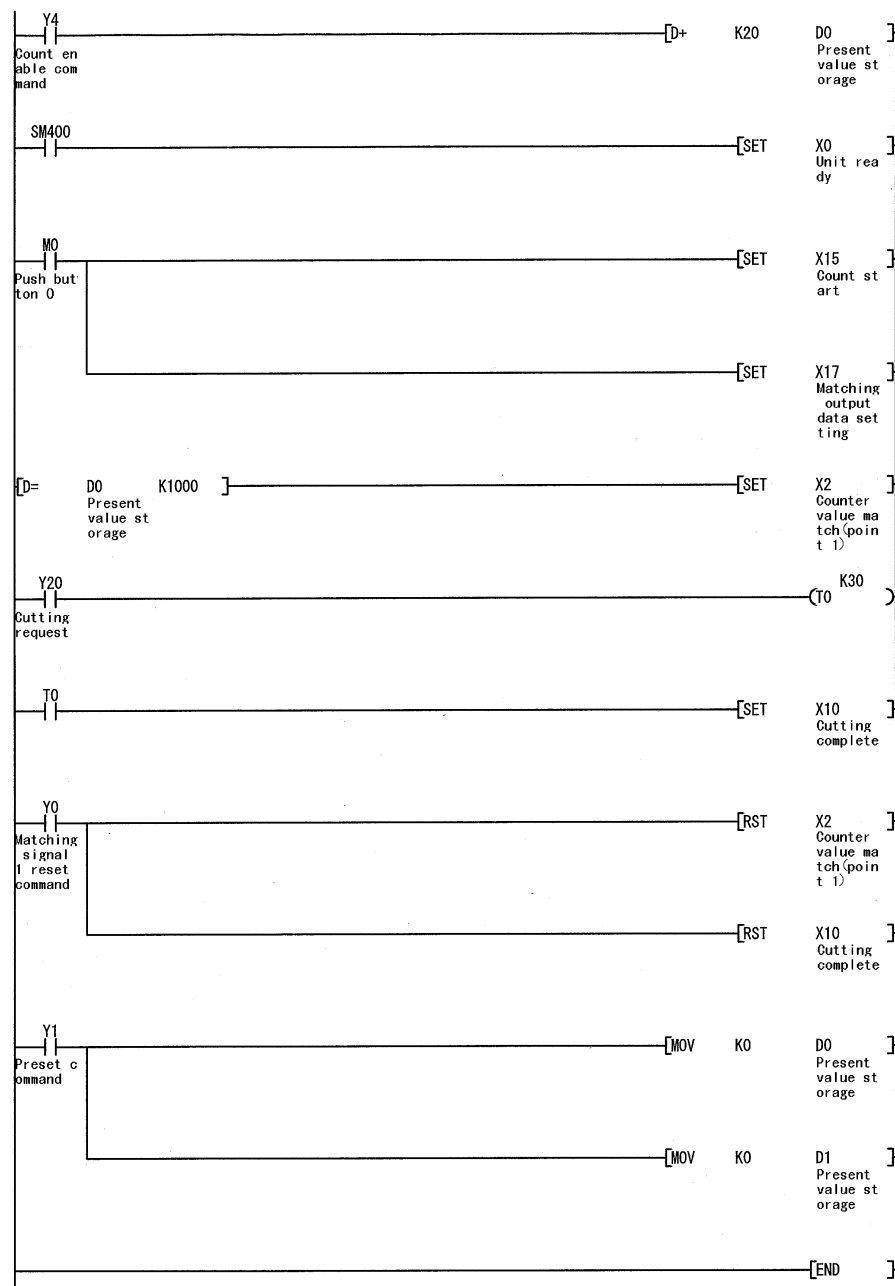 Y4
[D+ K20 D0 ]
Count en
able com
mand
Present
value st
orage
SM400
[SET X0 ]
Unit rea
dy
M0
[SET X15 ]
Push but
ton 0
Count st
art
[SET X17 ]
Matching
output
data set
ting
[D= D0 K1000 ]
[SET X2 ]
Present
value st
orage
Counter
value ma
tch(poin
t 1)
Y20
K30
(T0 )
Cutting
request
T0
[SET X10 ]
Cutting
complete
Y0
[RST X2 ]
Matching
signal
1 reset
command
Counter
value ma
tch(poin
t 1)
[RST X10 ]
Cutting
complete
Y1
[MOV K0 D0 ]
Preset c
ommand
Present
value st
orage
[MOV K0 D1 ]
Present
value st
orage
[END ]